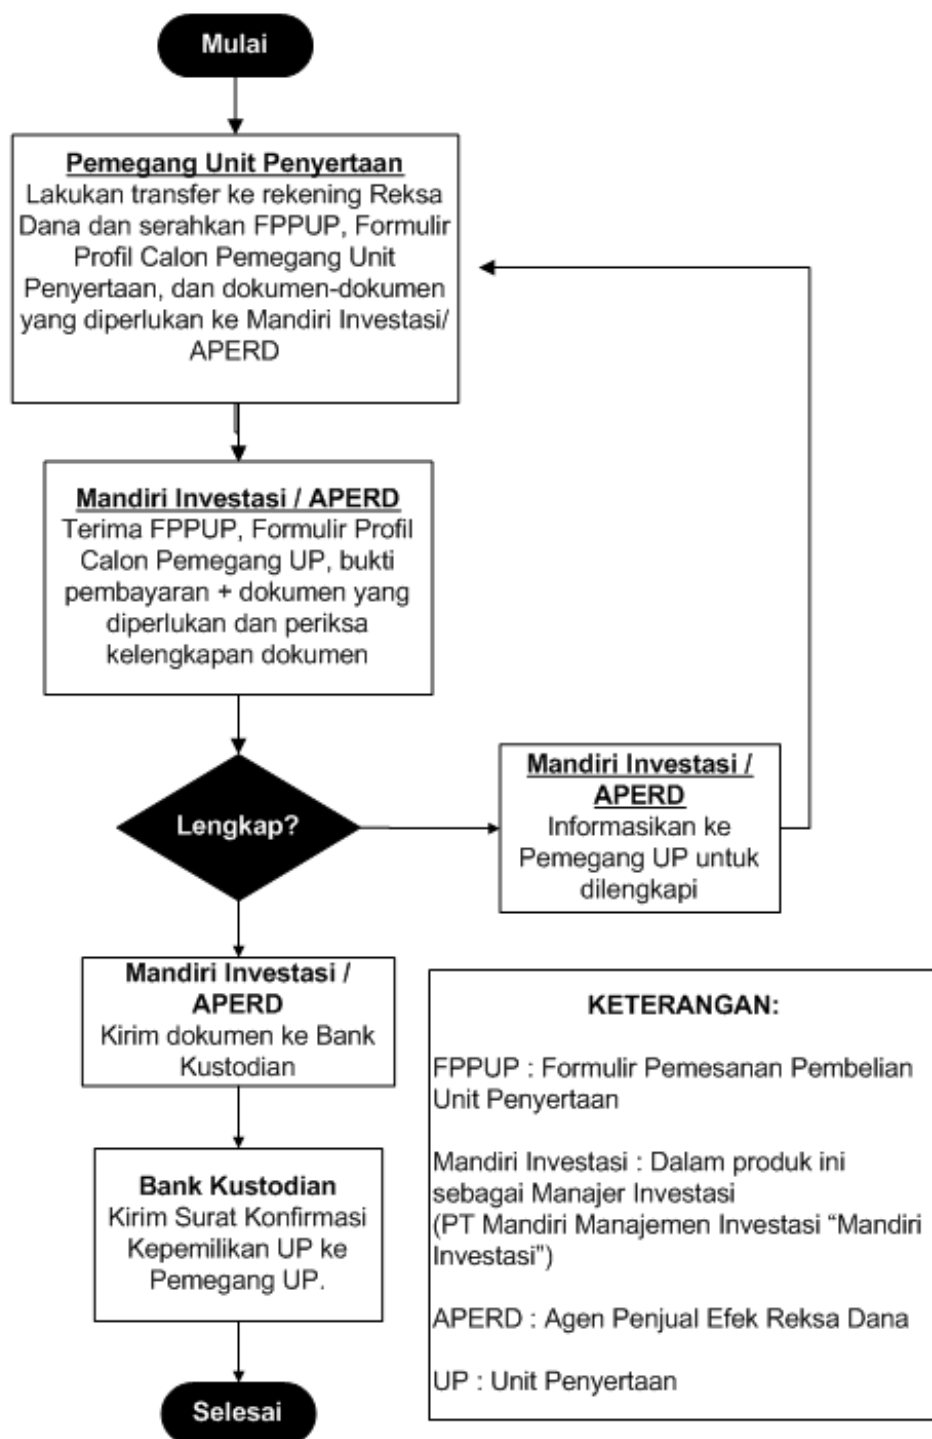 Mulai
Pemegang Unit Penyertaan
Lakukan transfer ke rekening Reksa
Dana dan serahkan FPPUP, Formulir
Profil Calon Pemegang Unit
Penyertaan, dan dokumen-dokumen
yang diperlukan ke Mandiri Investasi/
APERD
Mandiri Investasi / APERD
Terima FPPUP, Formulir Profil
Calon Pemegang UP, bukti
pembayaran + dokumen yang
diperlukan dan periksa
kelengkapan dokumen
Lengkap?
Mandiri Investasi /
APERD
Informasikan ke
Pemegang UP untuk
dilengkapi
Mandiri Investasi /
APERD
Kirim dokumen ke Bank
Kustodian
Bank Kustodian
Kirim Surat Konfirmasi
Kepemilikan UP ke
Pemegang UP.
Selesai
KETERANGAN:
FPPUP : Formulir Pemesanan Pembelian
Unit Penyertaan
Mandiri Investasi : Dalam produk ini
sebagai Manajer Investasi
(PT Mandiri Manajemen Investasi “Mandiri
Investasi”)
APERD : Agen Penjual Efek Reksa Dana
UP : Unit Penyertaan